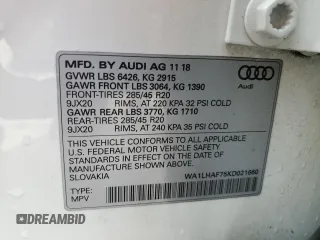 MFD. BY AUDI AG 11 18
GVWR LBS 6426, KG 2915
GAWR FRONT LBS 3064, KG 1390
FRONT-TIRES 285/45 R20
9JX20 RIMS, AT 220 KPA 32 PSI COLD
GAWR REAR LBS 3770, KG 1710
REAR-TIRES 285/45 R20
9JX20 RIMS, AT 240 KPA 35 PSI COLD
Audi
THIS VEHICLE CONFORMS TO ALL APPLICABLE
U.S. FEDERAL MOTOR VEHICLE SAFETY
STANDARDS IN EFFECT ON THE DATE OF
MANUFACTURE SHOWN ABOVE.
SLOVAKIA
TYPE: WA1LHAF75KD021680
MPV
DREAMBID